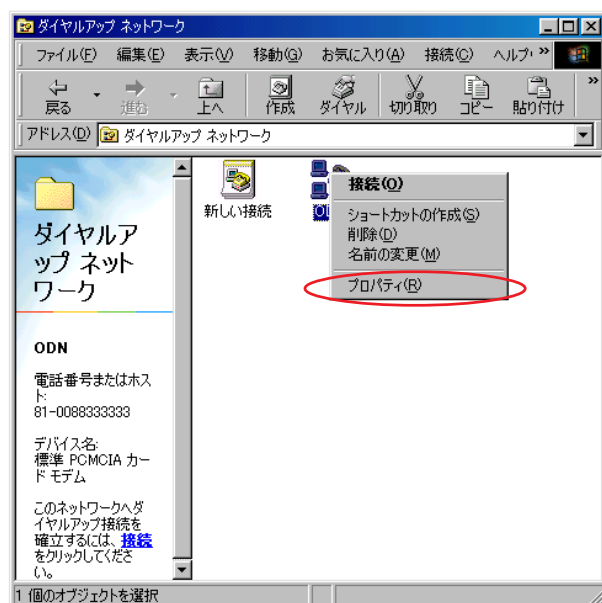 ダイヤルアップ ネットワーク
ファイル(F) 編集(E) 表示(V) 移動(G) お気に入り(A) 接続(C) ヘルプ »
戻る 進む 上へ 作成 ダイヤル 切り取り コピー 貼り付け »
アドレス(D) ダイヤルアップ ネットワーク
ダイヤルア
ップ ネット
ワーク
ODN
電話番号またはホス
ト:
81-0088333333
デバイス名:
標準 PCMCIA カー
ド モデム
このネットワークへダ
イヤルアップ接続を
確立するには、接続
をクリックしてくださ
い。
新しい接続
接続(O)
ショートカットの作成(S)
削除(D)
名前の変更(M)
プロパティ(R)
1 個のオブジェクトを選択